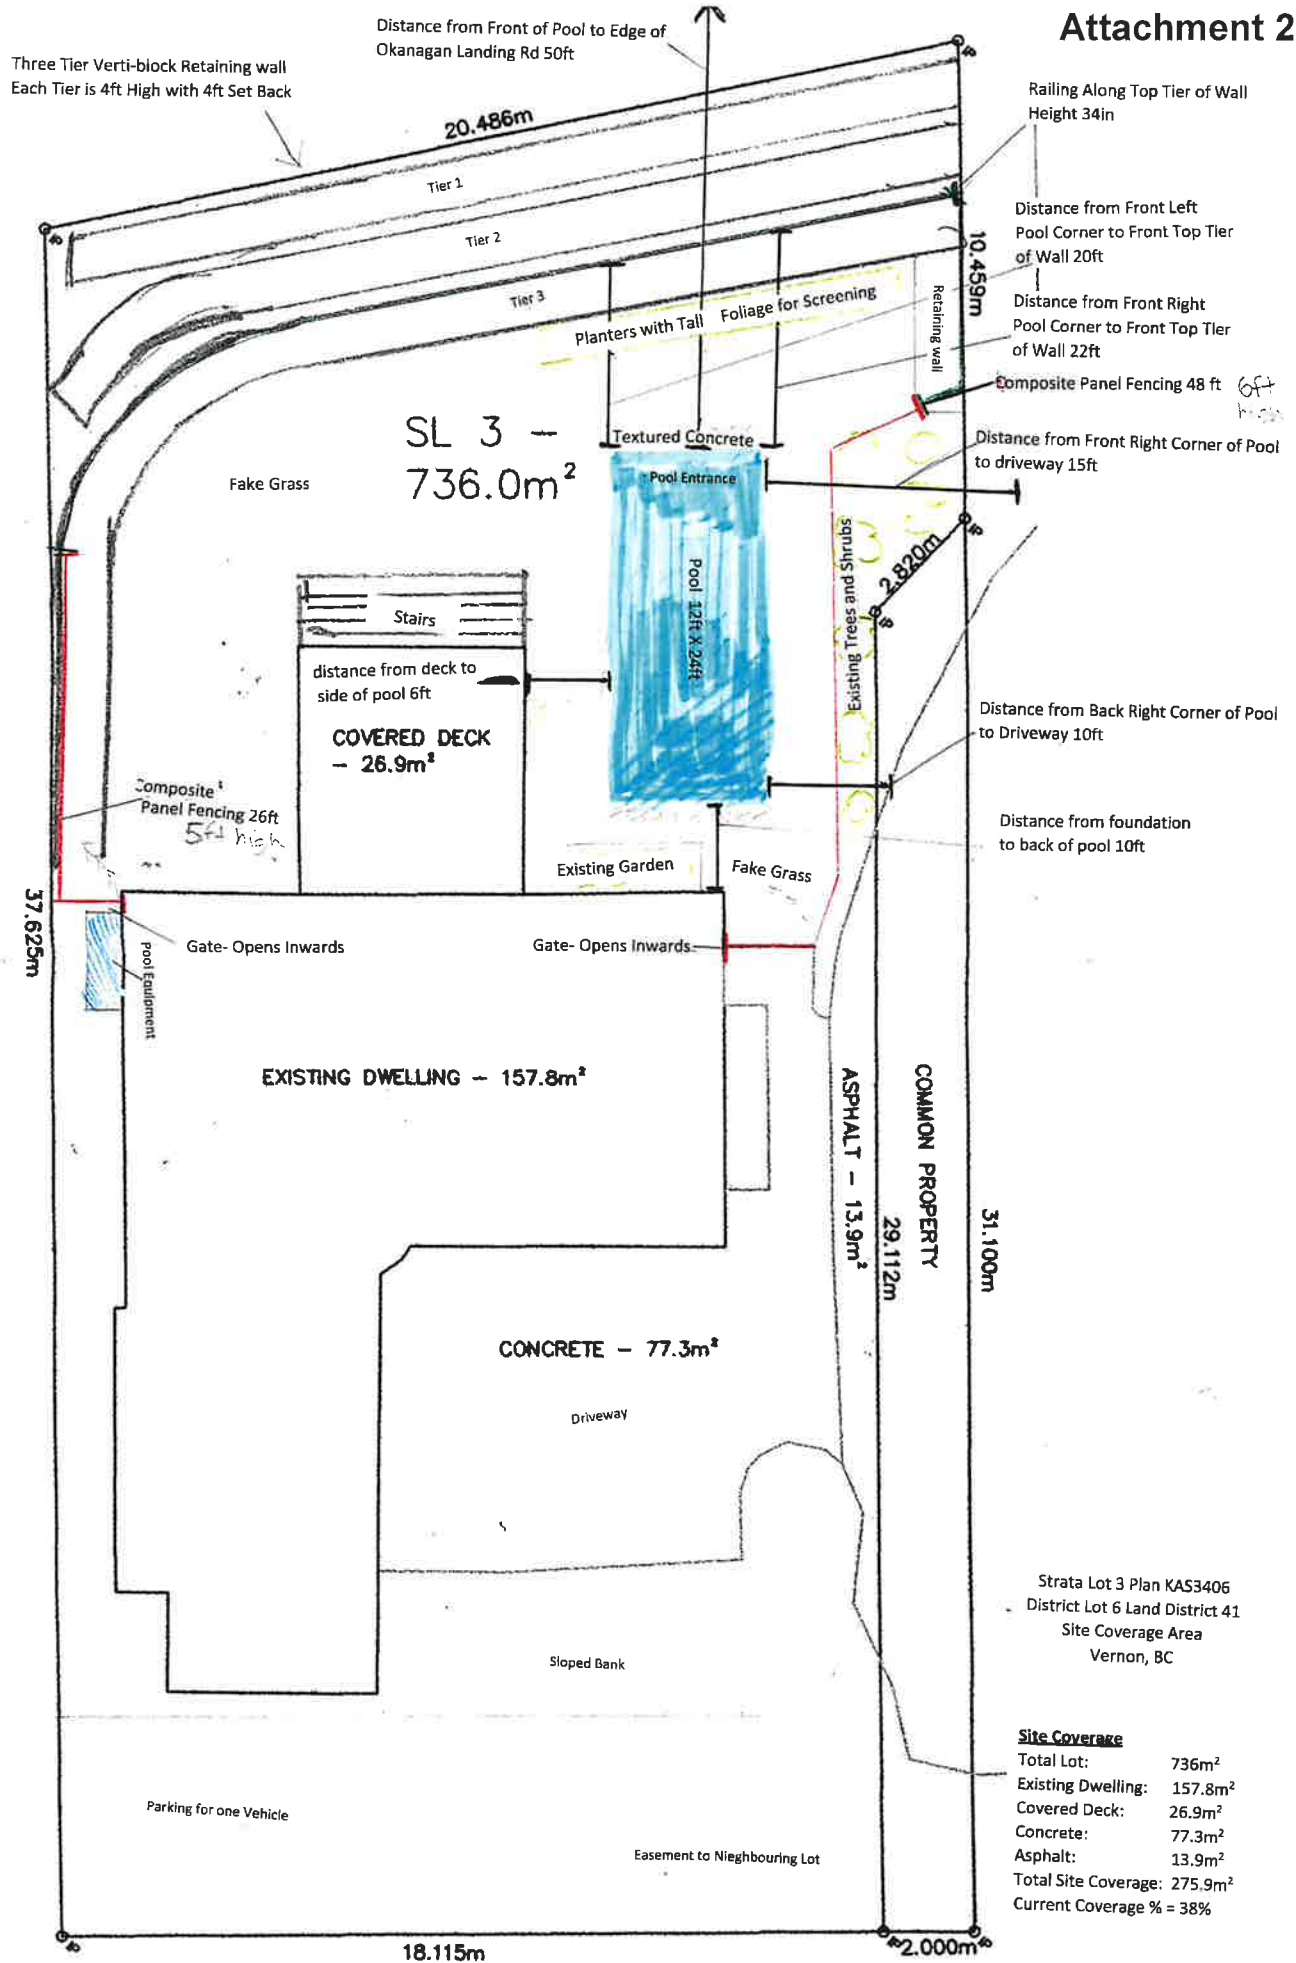 Attachment 2
Distance from Front of Pool to Edge of
Okanagan Landing Rd 50ft
Three Tier Verti-block Retaining wall
Each Tier is 4ft High with 4ft Set Back
20.486m
IP
Railing Along Top Tier of Wall
Height 34in
Tier 1
IP
Tier 2
Tier 3
Distance from Front Left
Pool Corner to Front Top Tier
of Wall 20ft
10.459m
Planters with Tall Foliage for Screening
Retaining wall
Distance from Front Right
Pool Corner to Front Top Tier
of Wall 22ft
Composite Panel Fencing 48 ft 6ft
high
SL 3 -
736.0m²
Textured Concrete
Distance from Front Right Corner of Pool
to driveway 15ft
Fake Grass
Pool Entrance
Pool 12ft X 24ft
Existing Trees and Shrubs
IP
2.820m
IP
Stairs
distance from deck to
side of pool 6ft
COVERED DECK
- 26.9m²
Distance from Back Right Corner of Pool
to Driveway 10ft
Composite
Panel Fencing 26ft
5ft high
Distance from foundation
to back of pool 10ft
Existing Garden
Fake Grass
37.625m
Gate- Opens Inwards
Gate- Opens Inwards
Pool Equipment
EXISTING DWELLING - 157.8m²
ASPHALT - 13.9m²
COMMON PROPERTY
29.112m
31.100m
CONCRETE - 77.3m²
Driveway
Sloped Bank
Strata Lot 3 Plan KAS3406
District Lot 6 Land District 41
Site Coverage Area
Vernon, BC
Site Coverage
Total Lot: 736m²
Existing Dwelling: 157.8m²
Covered Deck: 26.9m²
Concrete: 77.3m²
Asphalt: 13.9m²
Total Site Coverage: 275.9m²
Current Coverage % = 38%
Parking for one Vehicle
Easement to Nieghbouring Lot
IP
18.115m
IP
2.000m
IP